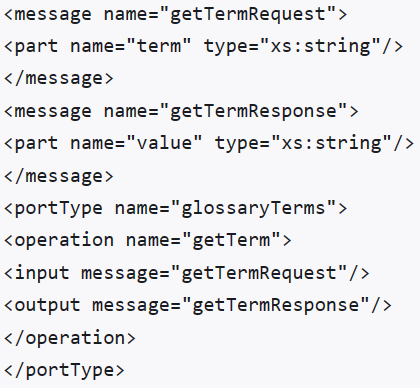 <message name="getTermRequest">
<part name="term" type="xs:string"/>
</message>
<message name="getTermResponse">
<part name="value" type="xs:string"/>
</message>
<portType name="glossaryTerms">
<operation name="getTerm">
<input message="getTermRequest"/>
<output message="getTermResponse"/>
</operation>
</portType>